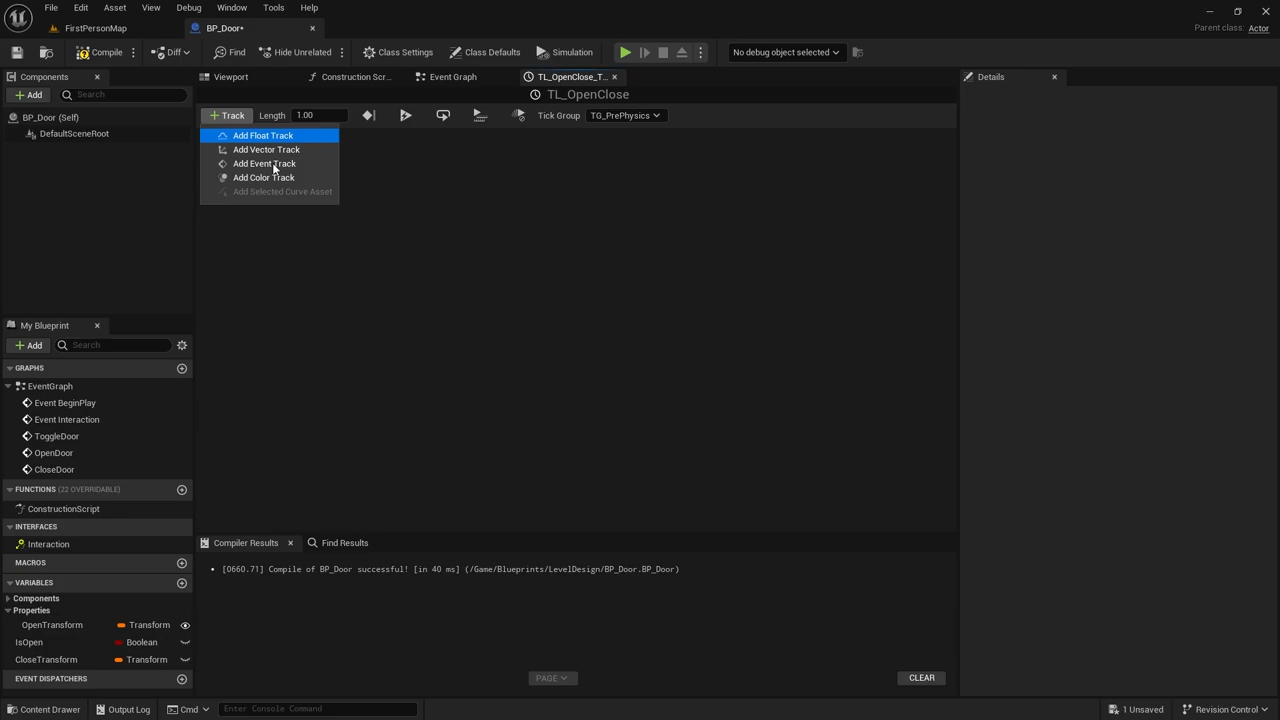 File Edit Asset View Debug Window Tools Help
Parent class: Actor
FirstPersonMap
BP_Door*
Compile Diff Find Hide Unrelated Class Settings Class Defaults Simulation No debug object selected
Components
Add Search
BP_Door (Self)
DefaultSceneRoot
My Blueprint
Add Search
GRAPHS
EventGraph
Event BeginPlay
Event Interaction
ToggleDoor
OpenDoor
CloseDoor
FUNCTIONS (22 OVERRIDABLE)
ConstructionScript
INTERFACES
Interaction
MACROS
VARIABLES
Components
Properties
OpenTransform Transform
IsOpen Boolean
CloseTransform Transform
EVENT DISPATCHERS
Viewport Construction Scr... Event Graph TL_OpenClose_T...
TL_OpenClose
Track Length 1.00 Tick Group TG_PrePhysics
Add Float Track
Add Vector Track
Add Event Track
Add Color Track
Add Selected Curve Asset
Compiler Results Find Results
[0660.71] Compile of BP_Door successful! [in 40 ms] (/Game/Blueprints/LevelDesign/BP_Door.BP_Door)
PAGE CLEAR
Details
Content Drawer Output Log Cmd Enter Console Command 1 Unsaved Revision Control